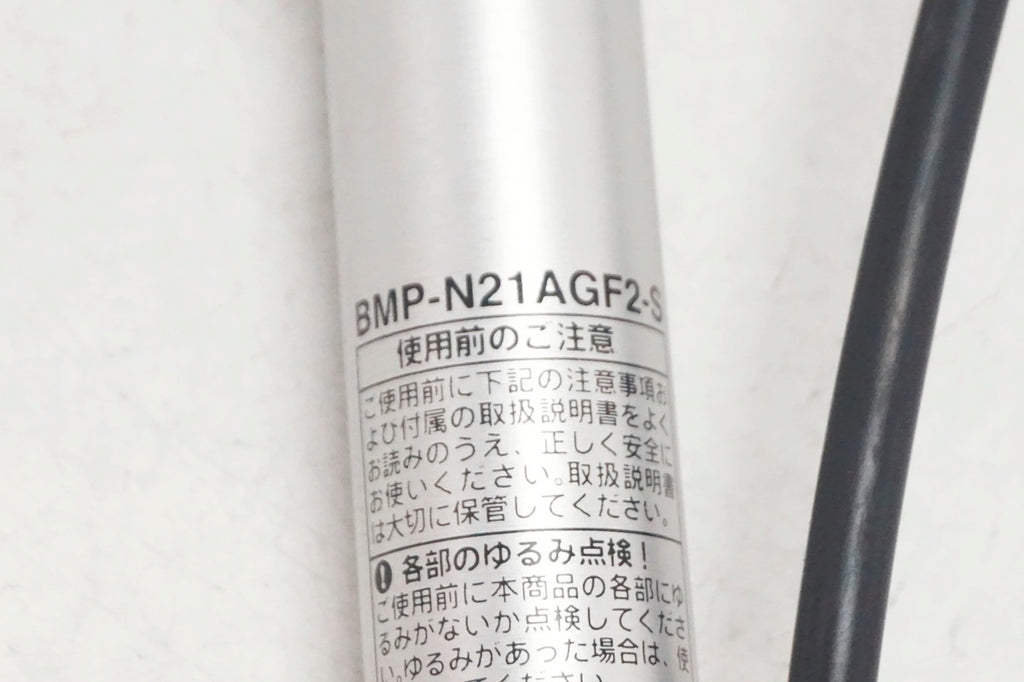 BMP-N21AGF2-S
使用前のご注意
ご使用前に下記の注意事項お
よび付属の取扱説明書をよく
お読みのうえ、正しく安全に
お使いください。取扱説明書
は大切に保管してください。
各部のゆるみ点検!
ご使用前に本商品の各部にゆ
るみがないか点検してくださ
い。ゆるみがあった場合は、使
てください